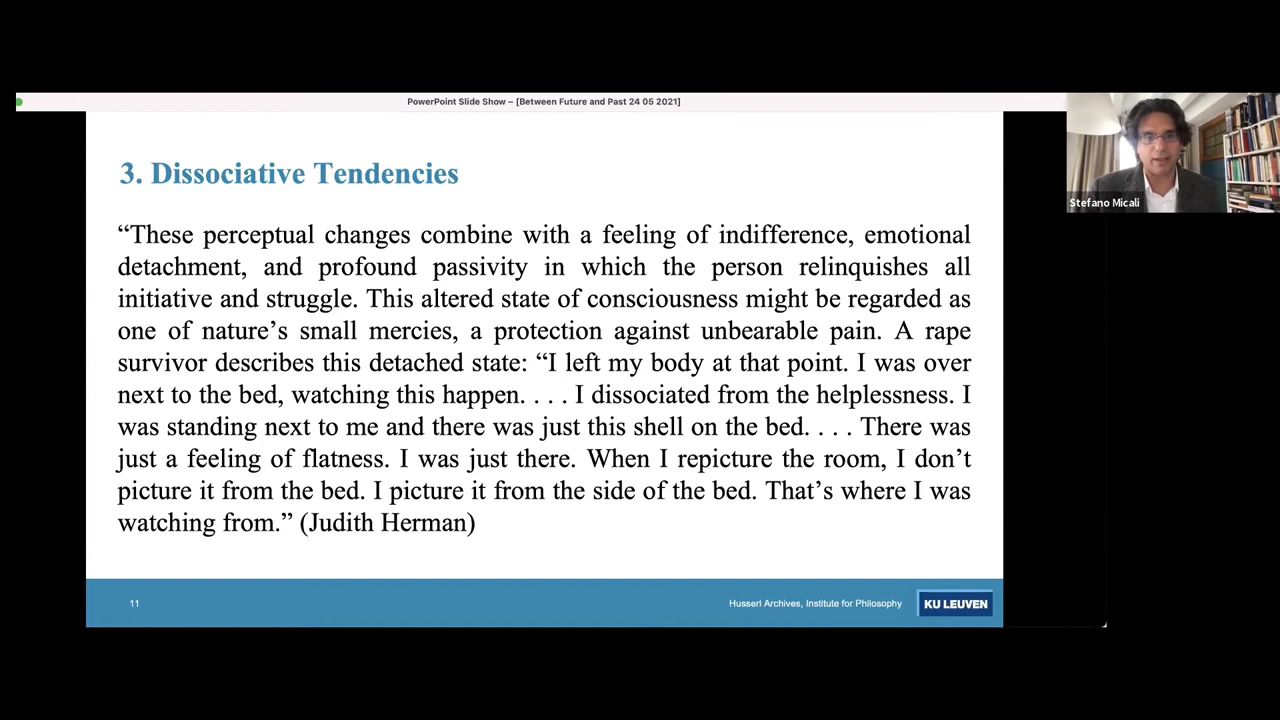 PowerPoint Slide Show – [Between Future and Past 24 05 2021]
Stefano Micali
3. Dissociative Tendencies
“These perceptual changes combine with a feeling of indifference, emotional
detachment, and profound passivity in which the person relinquishes all
initiative and struggle. This altered state of consciousness might be regarded as
one of nature’s small mercies, a protection against unbearable pain. A rape
survivor describes this detached state: “I left my body at that point. I was over
next to the bed, watching this happen. . . . I dissociated from the helplessness. I
was standing next to me and there was just this shell on the bed. . . . There was
just a feeling of flatness. I was just there. When I repicture the room, I don’t
picture it from the bed. I picture it from the side of the bed. That’s where I was
watching from.” (Judith Herman)
11
Husserl Archives, Institute for Philosophy
KU LEUVEN